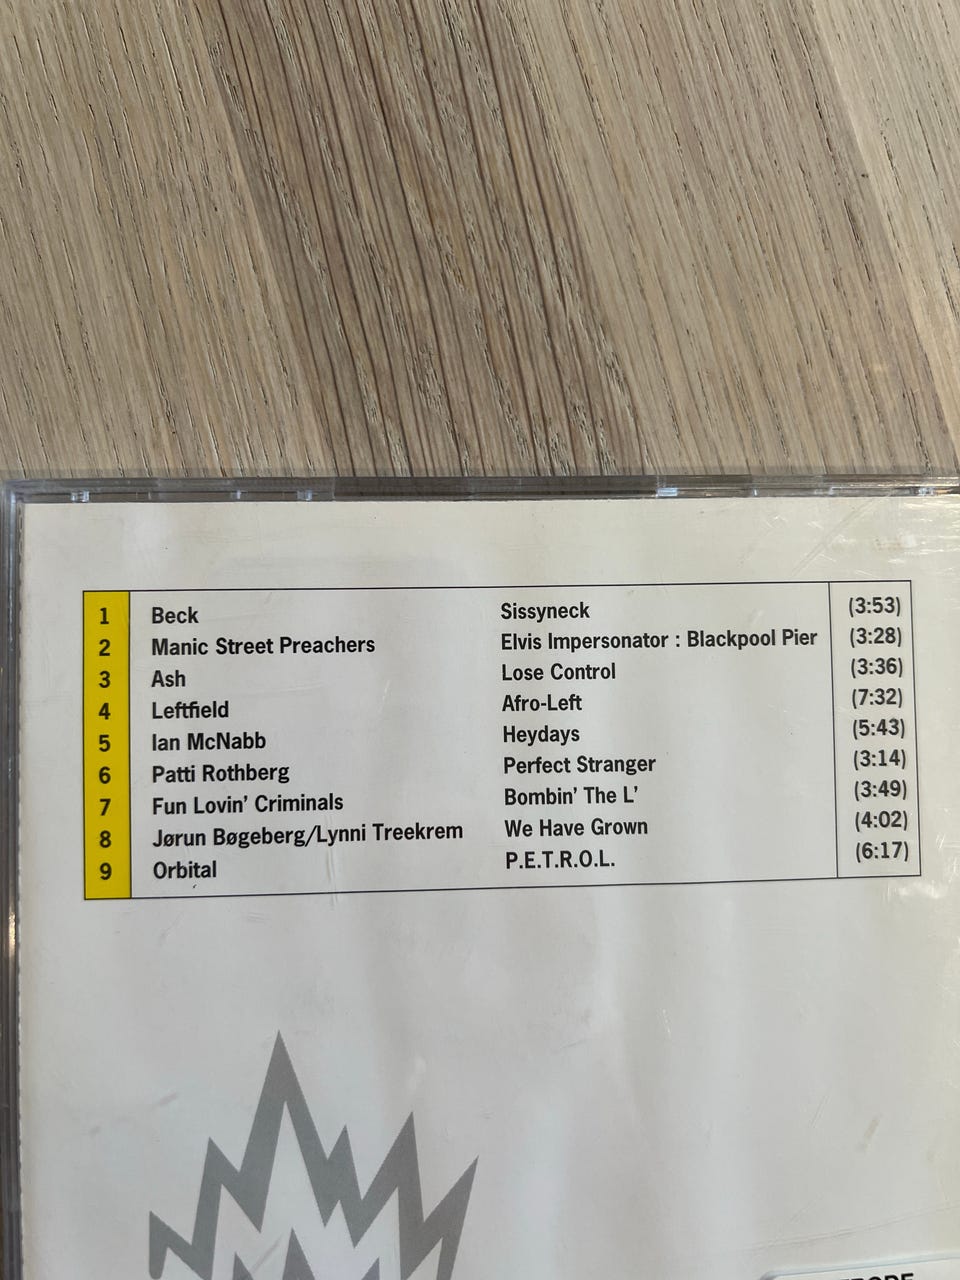 1 Beck Sissyneck (3:53)
2 Manic Street Preachers Elvis Impersonator : Blackpool Pier (3:28)
3 Ash Lose Control (3:36)
4 Leftfield Afro-Left (7:32)
5 Ian McNabb Heydays (5:43)
6 Patti Rothberg Perfect Stranger (3:14)
7 Fun Lovin' Criminals Bombin' The L' (3:49)
8 Jørun Bøgeberg/Lynni Treekrem We Have Grown (4:02)
9 Orbital P.E.T.R.O.L. (6:17)